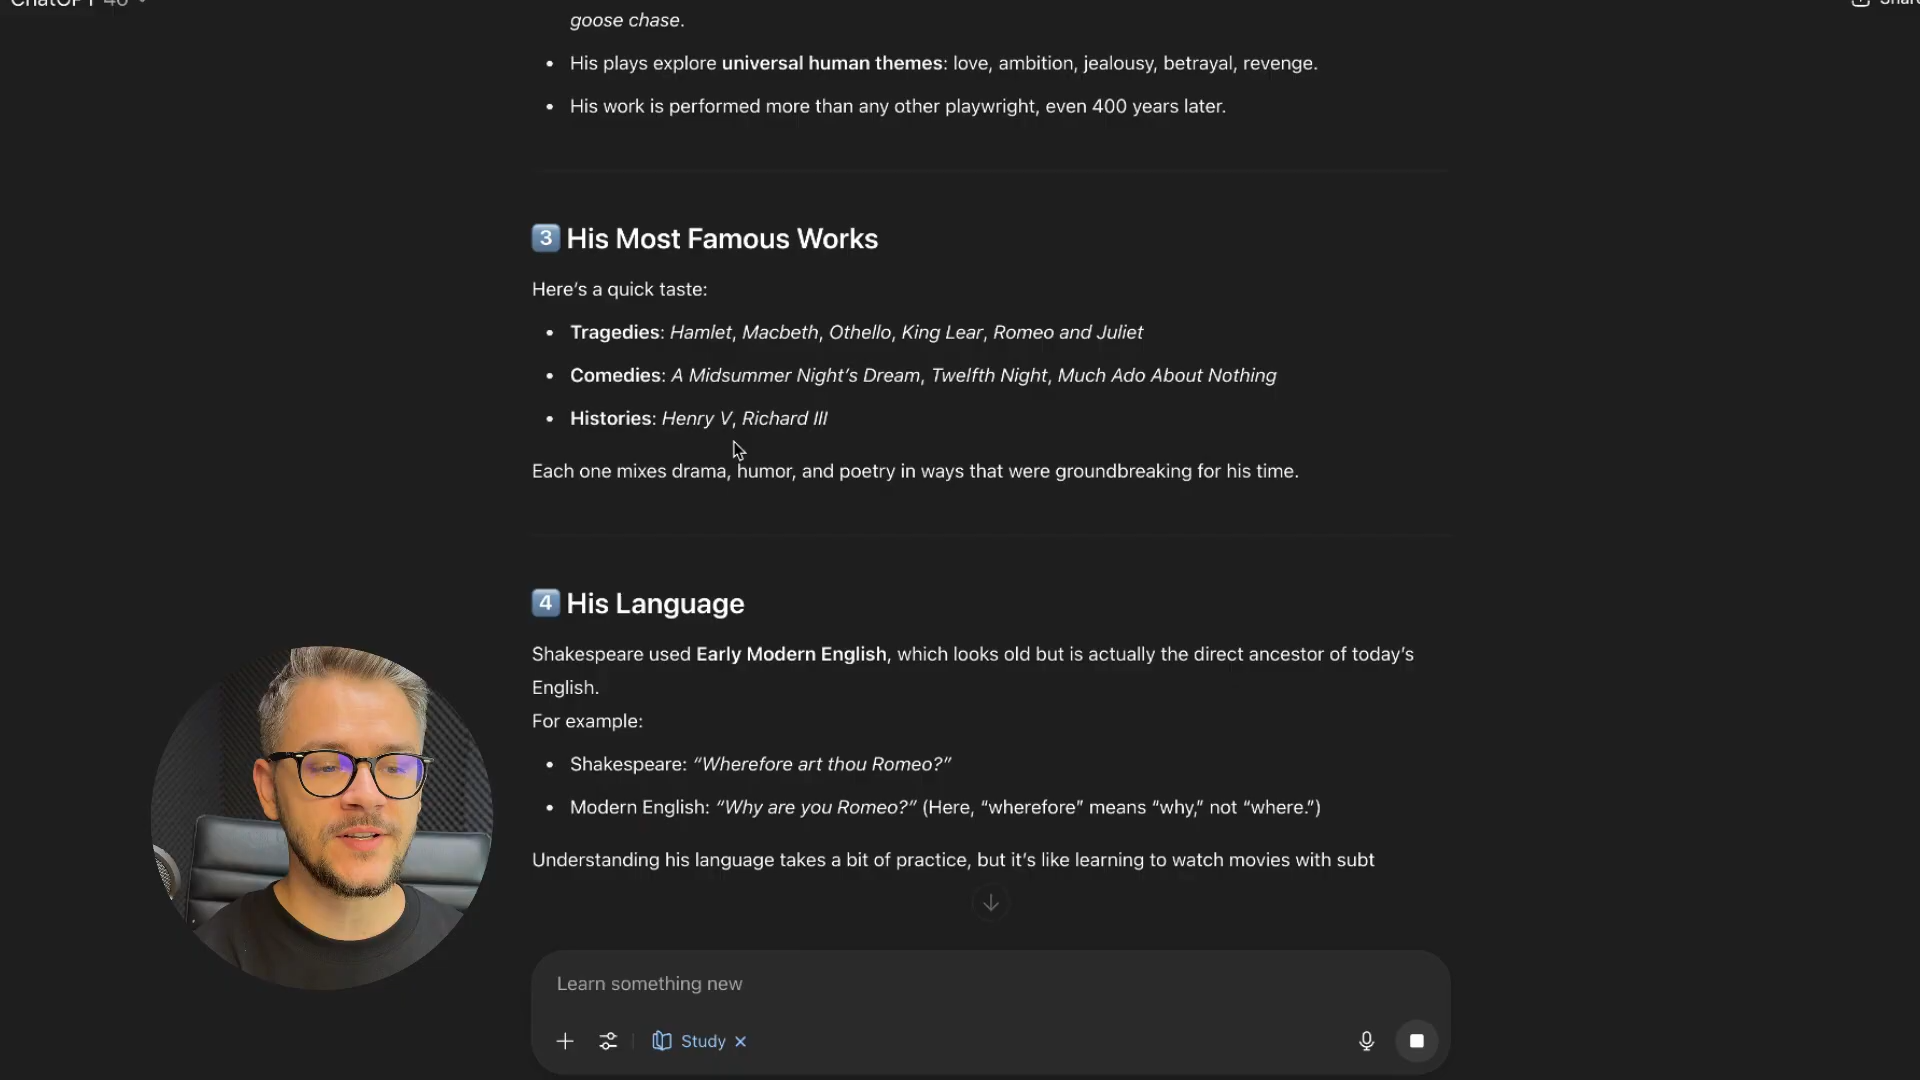 ChatGPT 4o
Share
goose chase.
• His plays explore universal human themes: love, ambition, jealousy, betrayal, revenge.
• His work is performed more than any other playwright, even 400 years later.
3 His Most Famous Works
Here’s a quick taste:
• Tragedies: Hamlet, Macbeth, Othello, King Lear, Romeo and Juliet
• Comedies: A Midsummer Night’s Dream, Twelfth Night, Much Ado About Nothing
• Histories: Henry V, Richard III
Each one mixes drama, humor, and poetry in ways that were groundbreaking for his time.
4 His Language
Shakespeare used Early Modern English, which looks old but is actually the direct ancestor of today’s
English.
For example:
• Shakespeare: “Wherefore art thou Romeo?”
• Modern English: “Why are you Romeo?” (Here, “wherefore” means “why,” not “where.”)
Understanding his language takes a bit of practice, but it’s like learning to watch movies with subt
Learn something new
Study